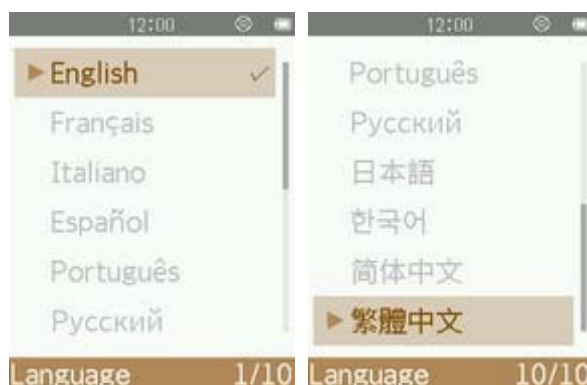 12:00
English
Français
Italiano
Español
Português
Русский
Language 1/10
12:00
Português
Русский
日本語
한국어
简体中文
繁體中文
Language 10/10